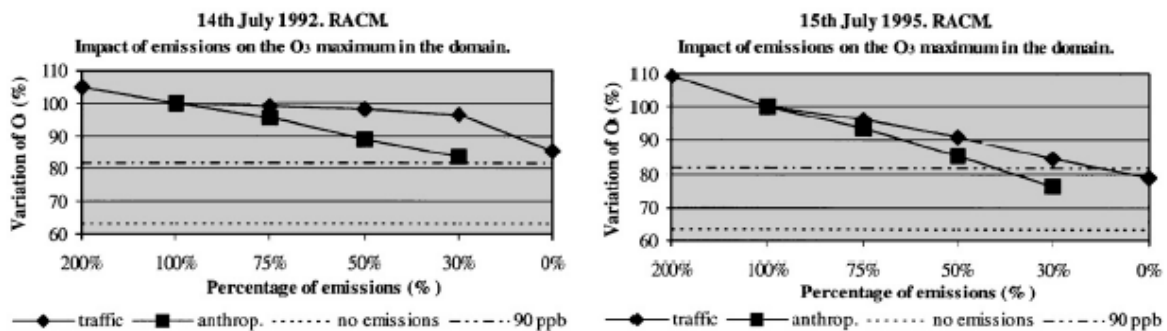 14th July 1992. RACM.
Impact of emissions on the O3 maximum in the domain.
Variation of O3 (%)
110
100
90
80
70
60
200% 100% 75% 50% 30% 0%
Percentage of emissions (% )
traffic anthrop. no emissions 90 ppb
15th July 1995. RACM.
Impact of emissions on the O3 maximum in the domain.
Variation of O3 (%)
110
100
90
80
70
60
200% 100% 75% 50% 30% 0%
Percentage of emissions (%)
traffic anthrop. no emissions 90 ppb